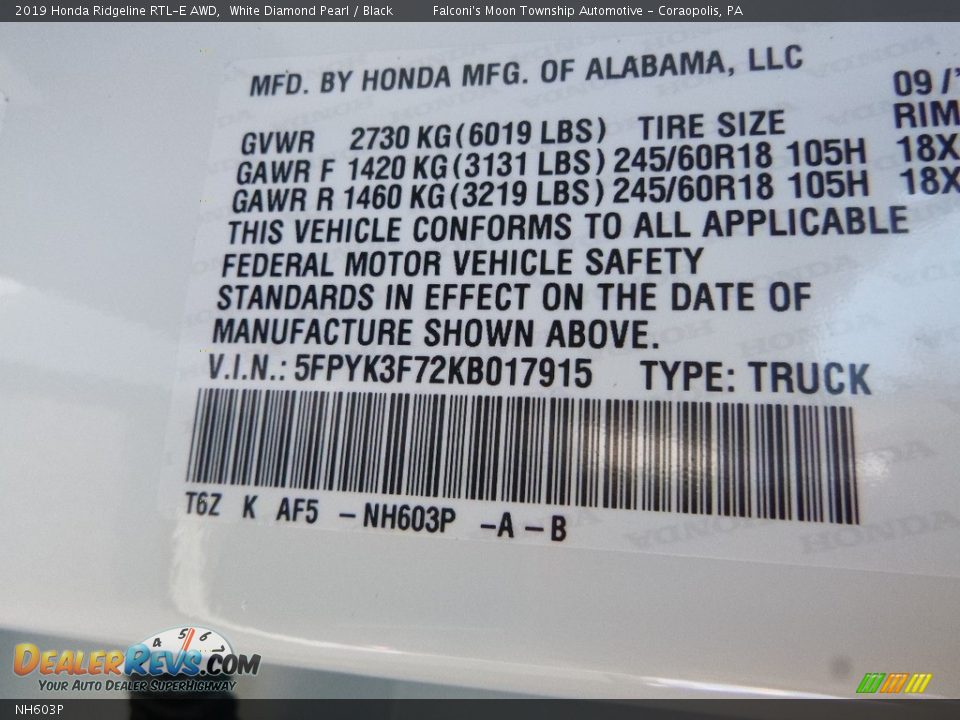 2019 Honda Ridgeline RTL-E AWD, White Diamond Pearl / Black Falconi's Moon Township Automotive - Coraopolis, PA
MFD. BY HONDA MFG. OF ALABAMA, LLC 09/
GVWR 2730 KG (6019 LBS) TIRE SIZE RIM
GAWR F 1420 KG (3131 LBS) 245/60R18 105H 18X
GAWR R 1460 KG (3219 LBS) 245/60R18 105H 18X
THIS VEHICLE CONFORMS TO ALL APPLICABLE
FEDERAL MOTOR VEHICLE SAFETY
STANDARDS IN EFFECT ON THE DATE OF
MANUFACTURE SHOWN ABOVE.
V.I.N.: 5FPYK3F72KB017915 TYPE: TRUCK
T6Z K AF5 -NH603P -A-B
4 5 6 7
DealerRevs.com
Your Auto Dealer SuperHighway
NH603P